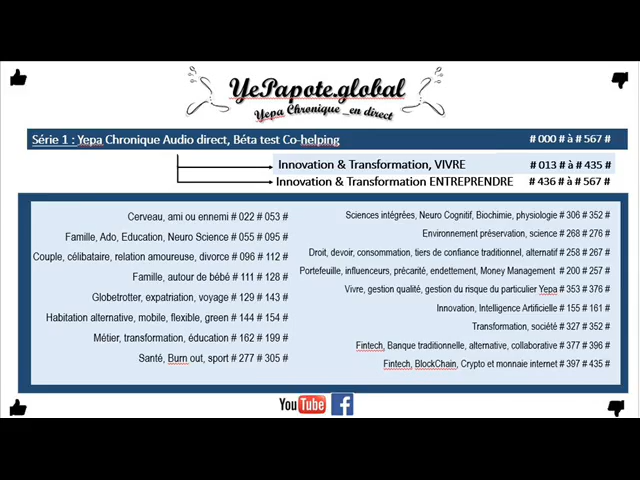 YePapote.global
Yepa Chronique _en direct
Série 1 : Yepa Chronique Audio direct, Béta test Co-helping # 000 # à # 567 #
Innovation & Transformation, VIVRE # 013 # à # 435 #
Innovation & Transformation ENTREPRENDRE # 436 # à # 567 #
Cerveau, ami ou ennemi # 022 # 053 #
Famille, Ado, Education, Neuro Science # 055 # 095 #
Couple, célibataire, relation amoureuse, divorce # 096 # 112 #
Famille, autour de bébé # 111 # 128 #
Globetrotter, expatriation, voyage # 129 # 143 #
Habitation alternative, mobile, flexible, green # 144 # 154 #
Métier, transformation, éducation # 162 # 199 #
Santé, Burn out, sport # 277 # 305 #
Sciences intégrées, Neuro Cognitif, Biochimie, physiologie # 306 # 352 #
Environnement préservation, science # 268 # 276 #
Droit, devoir, consommation, tiers de confiance traditionnel, alternatif # 258 # 267 #
Portefeuille, influenceurs, précarité, endettement, Money Management # 200 # 257 #
Vivre, gestion qualité, gestion du risque du particulier Yepa # 353 # 376 #
Innovation, Intelligence Artificielle # 155 # 161 #
Transformation, société # 327 # 352 #
Fintech, Banque traditionnelle, alternative, collaborative # 377 # 396 #
Fintech, BlockChain, Crypto et monnaie internet # 397 # 435 #
YouTube f